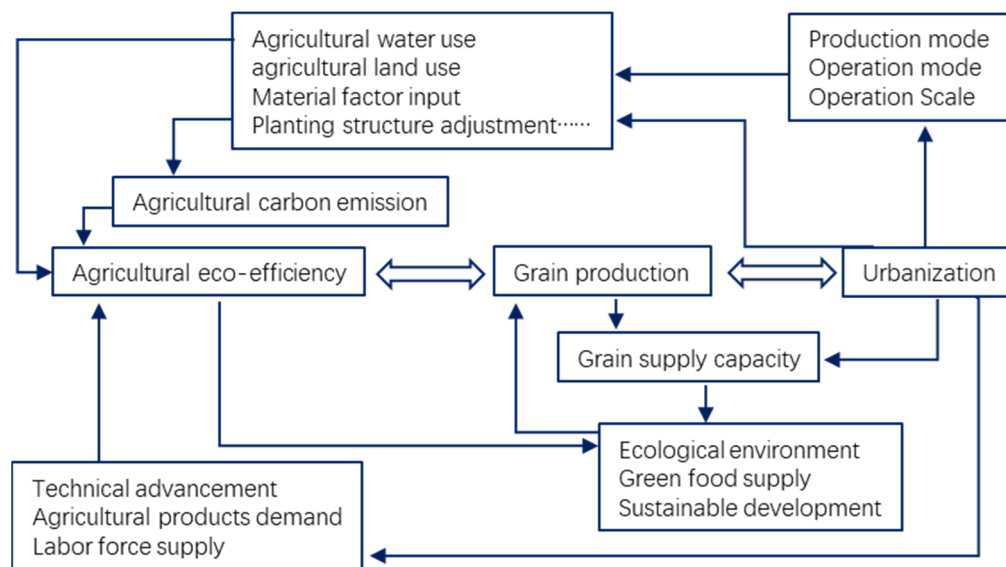 Agricultural water use
agricultural land use
Material factor input
Planting structure adjustment······
Production mode
Operation mode
Operation Scale
Agricultural carbon emission
Agricultural eco-efficiency
Grain production
Urbanization
Grain supply capacity
Ecological environment
Green food supply
Sustainable development
Technical advancement
Agricultural products demand
Labor force supply